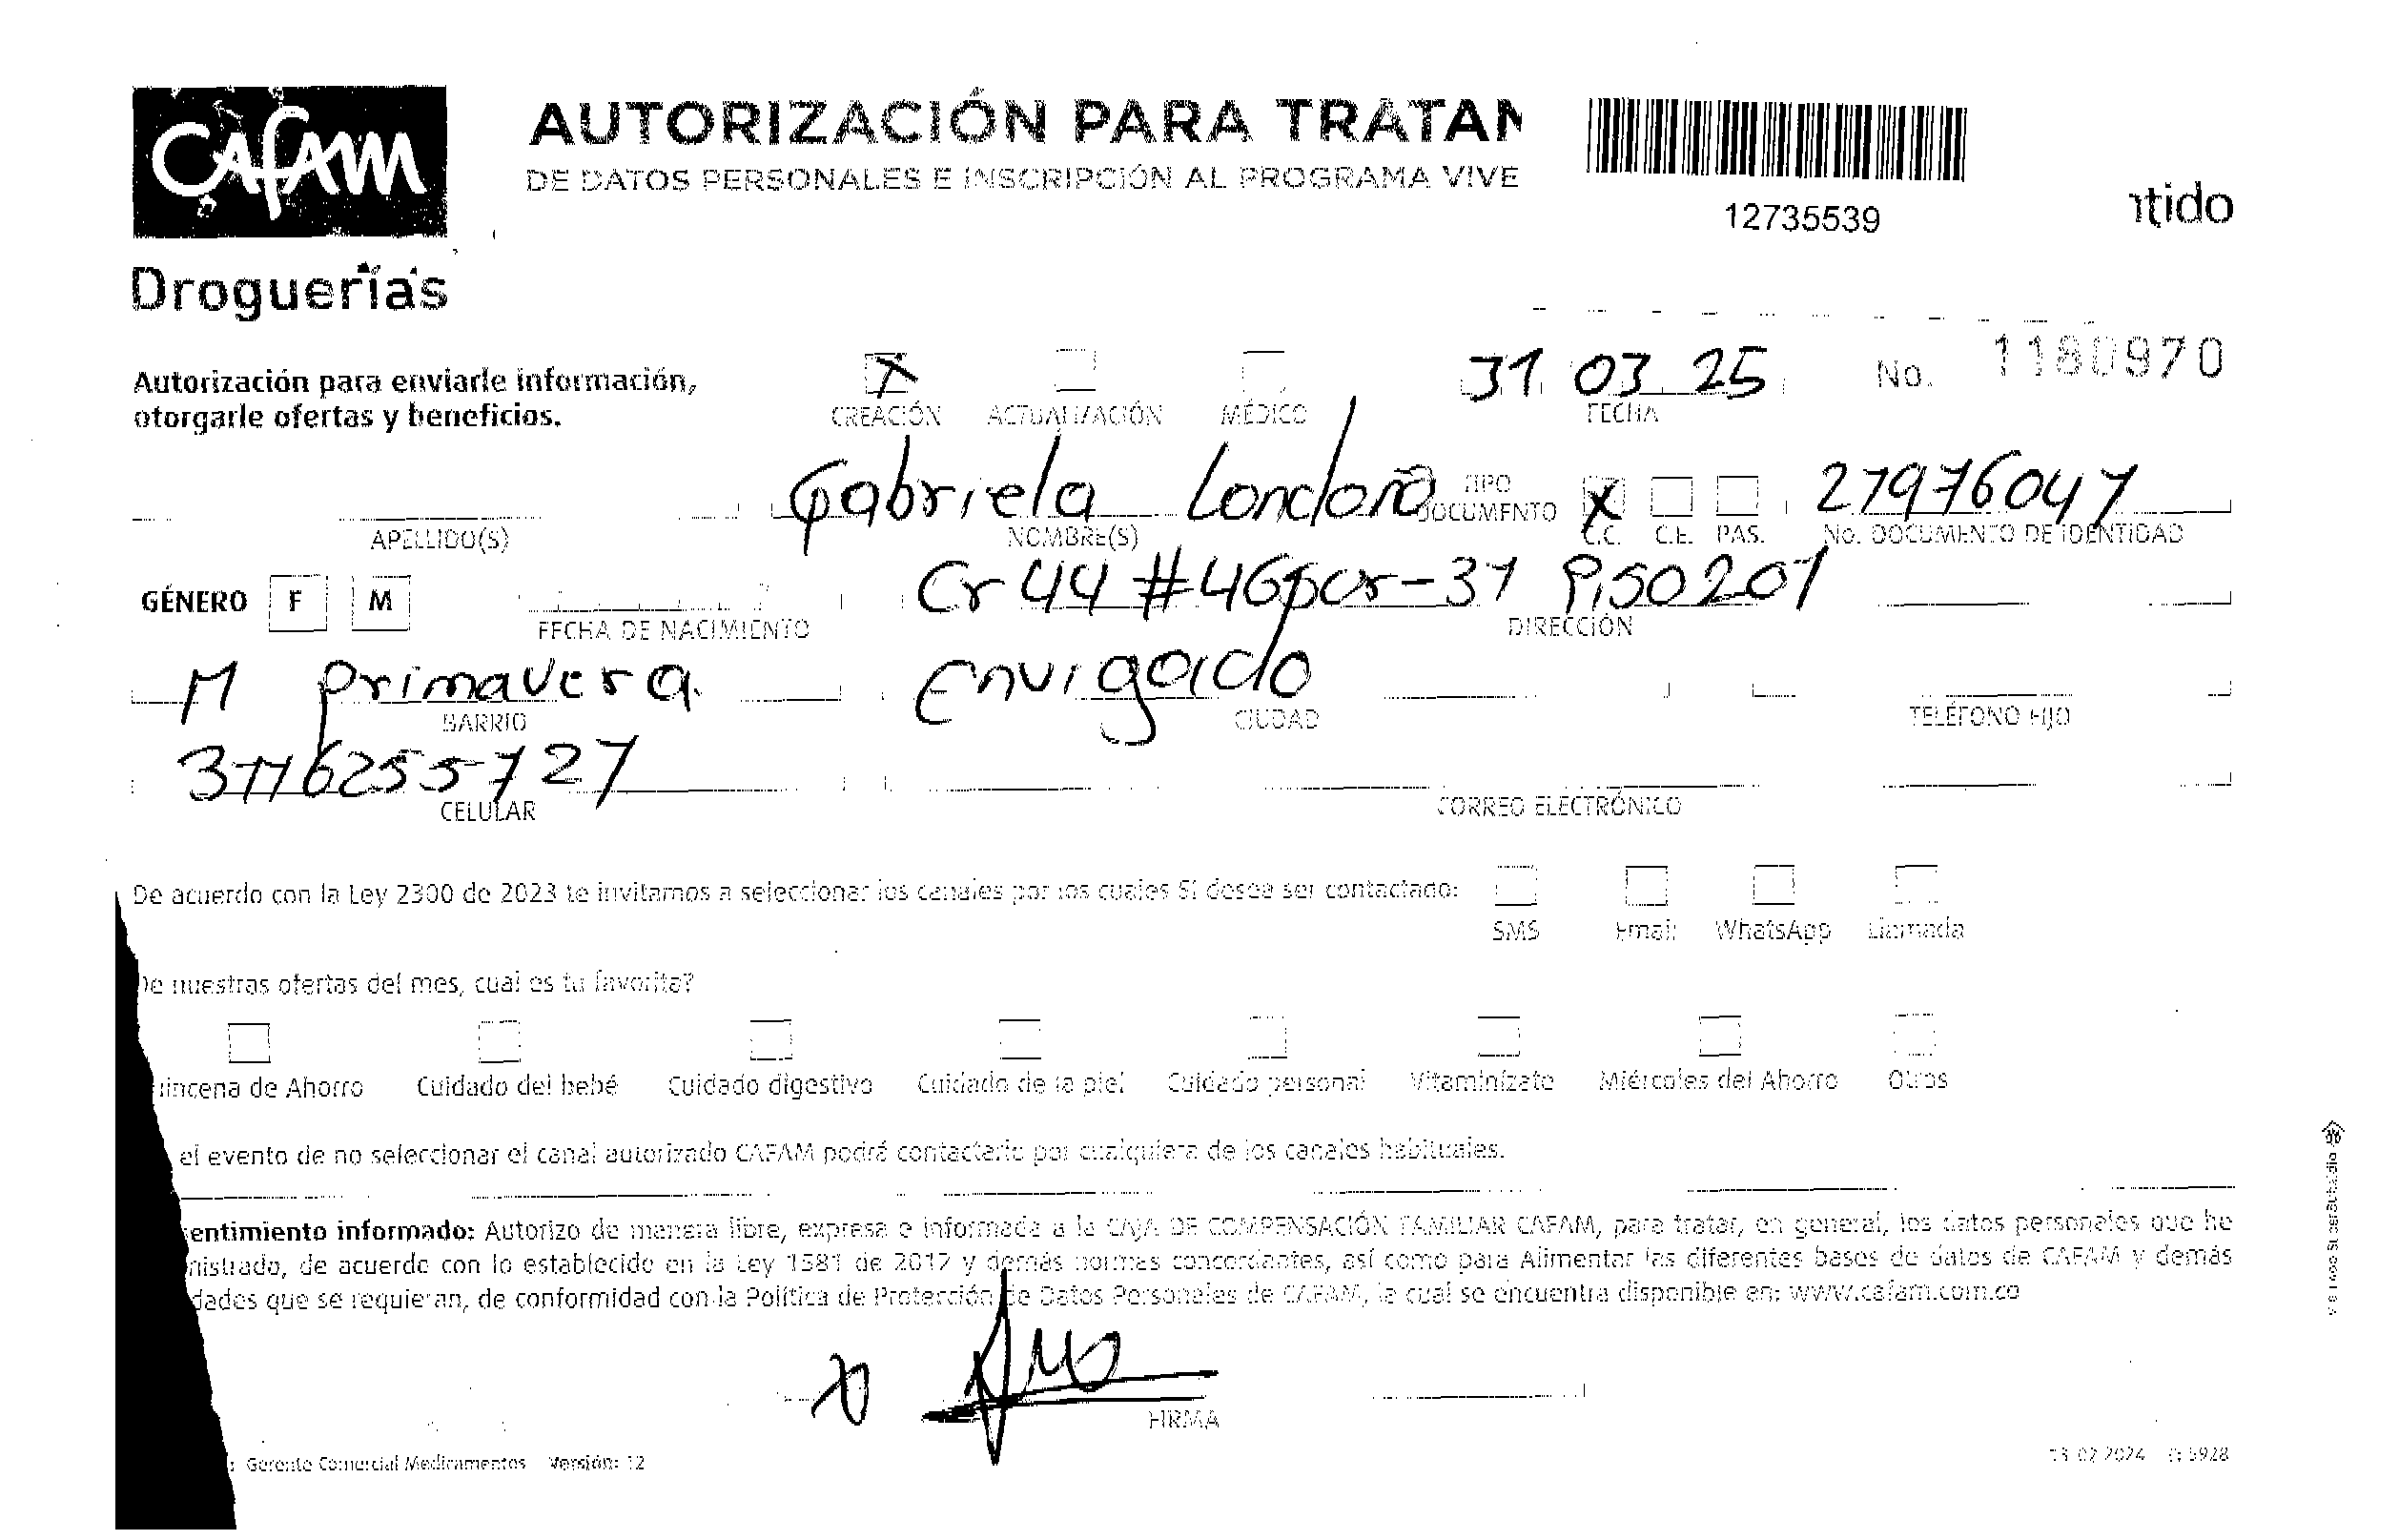 CAFAM
Droguerías
AUTORIZACIÓN PARA TRATAM
DE DATOS PERSONALES E INSCRIPCIÓN AL PROGRAMA VIVE
12735539
ntido
Autorización para enviarle información,
otorgarle ofertas y beneficios.
X
CREACIÓN ACTUALIZACIÓN MÉDICO
31 03 25
FECHA
No. 1180970
APELLIDO(S)
Gabriela Londoño
NOMBRE(S)
TIPO
DOCUMENTO
X
C.C. C.E. PAS.
27976047
No. DOCUMENTO DE IDENTIDAD
GÉNERO F M
FECHA DE NACIMIENTO
Cr 44 # 46 - 31 Piso 201
DIRECCIÓN
M Primavera
BARRIO
Envigado
CIUDAD
TELÉFONO FIJO
3116255727
CELULAR
CORREO ELECTRÓNICO
De acuerdo con la Ley 2300 de 2023 te invitamos a seleccionar los canales por los cuales Sí desea ser contactado:
SMS Email WhatsApp Llamada
De nuestras ofertas del mes, cual es tu favorita?
uincena de Ahorro Cuidado del bebé Cuidado digestivo Cuidado de la piel Cuidado personal Vitaminízate Miércoles del Ahorro Otros
el evento de no seleccionar el canal autorizado CAFAM podrá contactarlo por cualquiera de los canales habituales.
entimiento informado: Autorizo de manera libre, expresa e informada a la CAJA DE COMPENSACIÓN FAMILIAR CAFAM, para tratar, en general, los datos personales que he
nistrado, de acuerdo con lo establecido en la Ley 1581 de 2012 y demás normas concordantes, así como para Alimentar las diferentes bases de datos de CAFAM y demás
dades que se requieran, de conformidad con la Política de Protección de Datos Personales de CAFAM, la cual se encuentra disponible en: www.cafam.com.co
X
FIRMA
: Gerente Comercial Medicamentos Versión: 12
13 02 2024